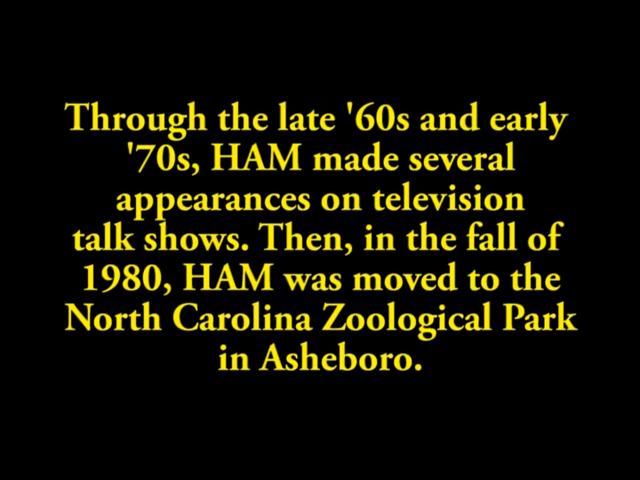 Through the late '60s and early
'70s, HAM made several
appearances on television
talk shows. Then, in the fall of
1980, HAM was moved to the
North Carolina Zoological Park
in Asheboro.